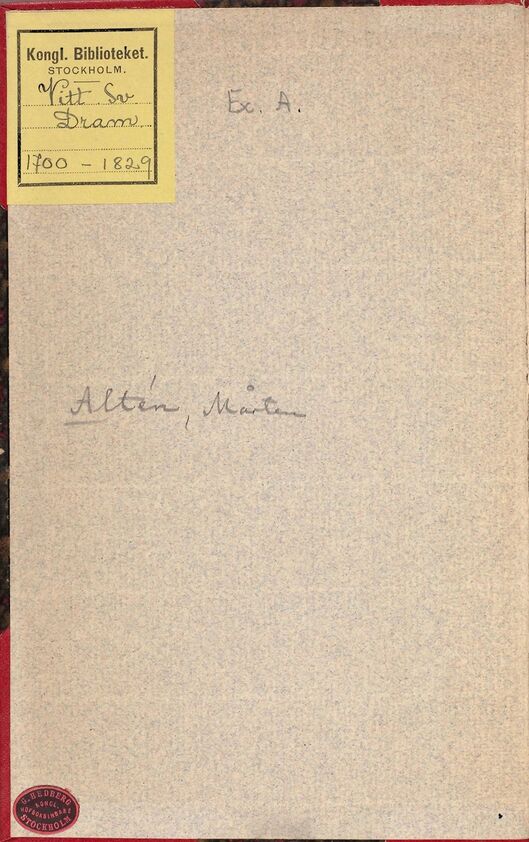 Kongl. Biblioteket.
STOCKHOLM.
Vitt Sv
Dram
1700 - 1829
Ex. A.
Altén, Mårten
G. HEDBERG
KONGL.
HOFBOKBINDARE
STOCKHOLM